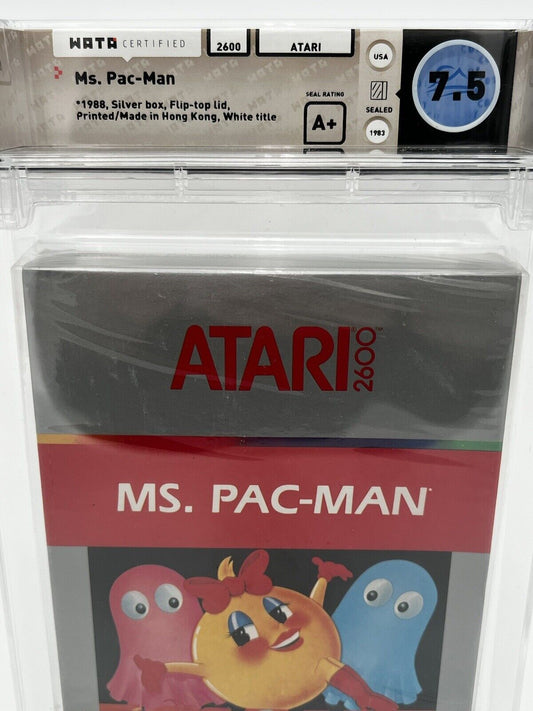 WATA CERTIFIED
2600
ATARI
USA
7.5
Ms. Pac-Man
*1988, Silver box, Flip-top lid,
Printed/Made in Hong Kong, White title
SEAL RATING
A+
SEALED
1983
ATARI 2600™
MS. PAC-MAN